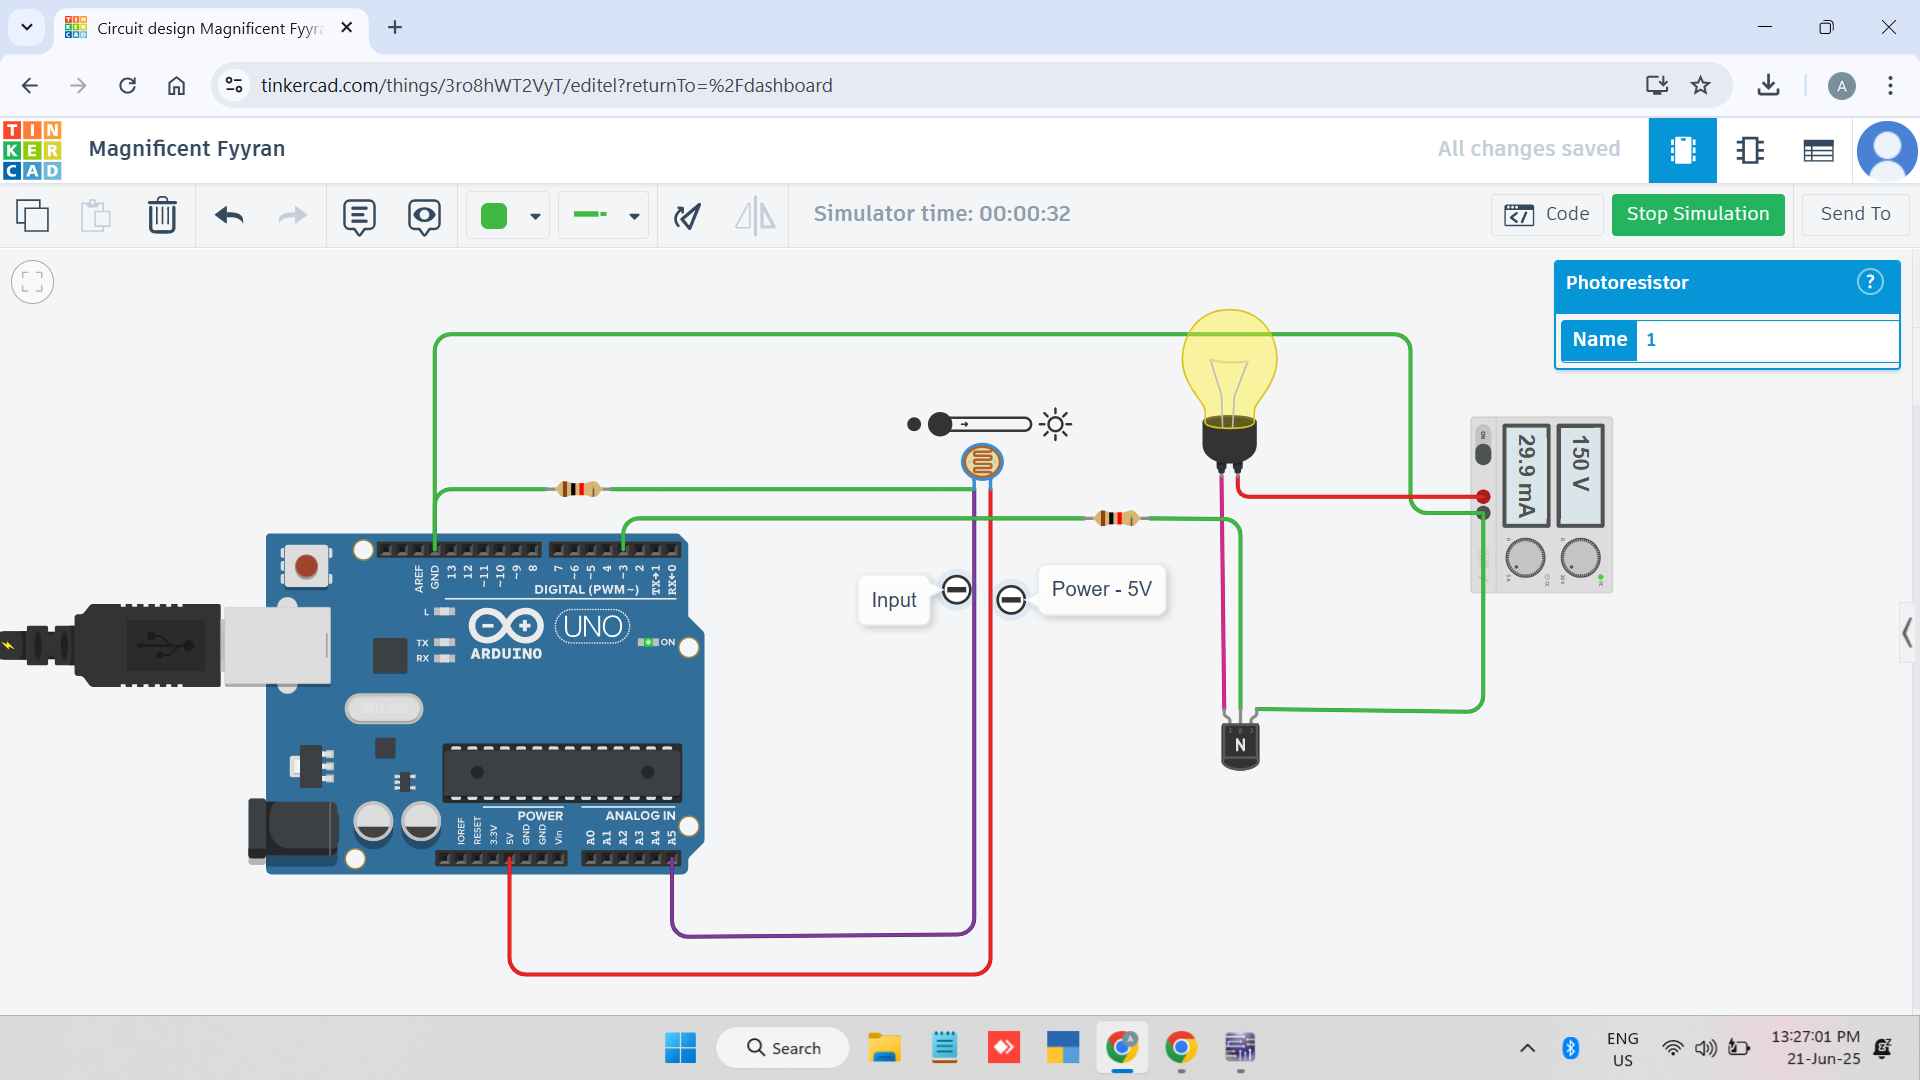 Circuit design Magnificent Fyyra
tinkercad.com/things/3ro8hWT2VyT/editel?returnTo=%2Fdashboard
A
TIN
KER
CAD
Magnificent Fyyran
All changes saved
Simulator time: 00:00:32
Code
Stop Simulation
Send To
Photoresistor
?
Name 1
150 V
29.9 mA
AREF
GND
13
12
~11
~10
~9
8
7
~6
~5
4
~3
2
TX→1
RX←0
DIGITAL (PWM~)
L
TX
RX
ARDUINO
UNO
ON
Input
Power - 5V
N
POWER
ANALOG IN
IOREF
RESET
3.3V
5V
GND
GND
Vin
A0
A1
A2
A3
A4
A5
Search
ENG
US
13:27:01 PM
21-Jun-25